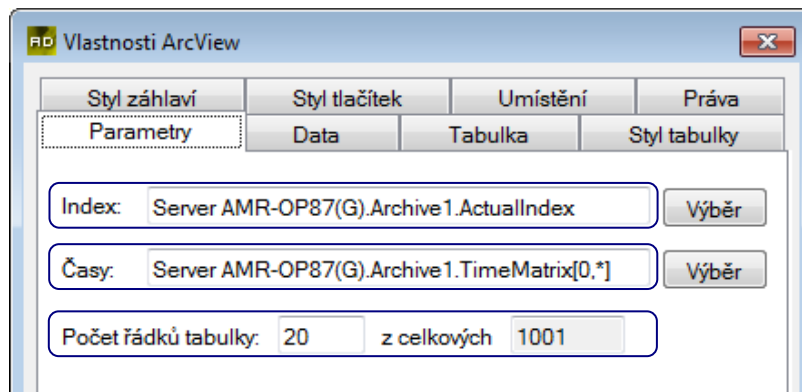 RD Vlastnosti ArcView
Styl záhlaví Styl tlačítek Umístění Práva
Parametry Data Tabulka Styl tabulky
Index: Server AMR-OP87(G).Archive1.ActualIndex Výběr
Časy: Server AMR-OP87(G).Archive1.TimeMatrix[0,*] Výběr
Počet řádků tabulky: 20 z celkových 1001